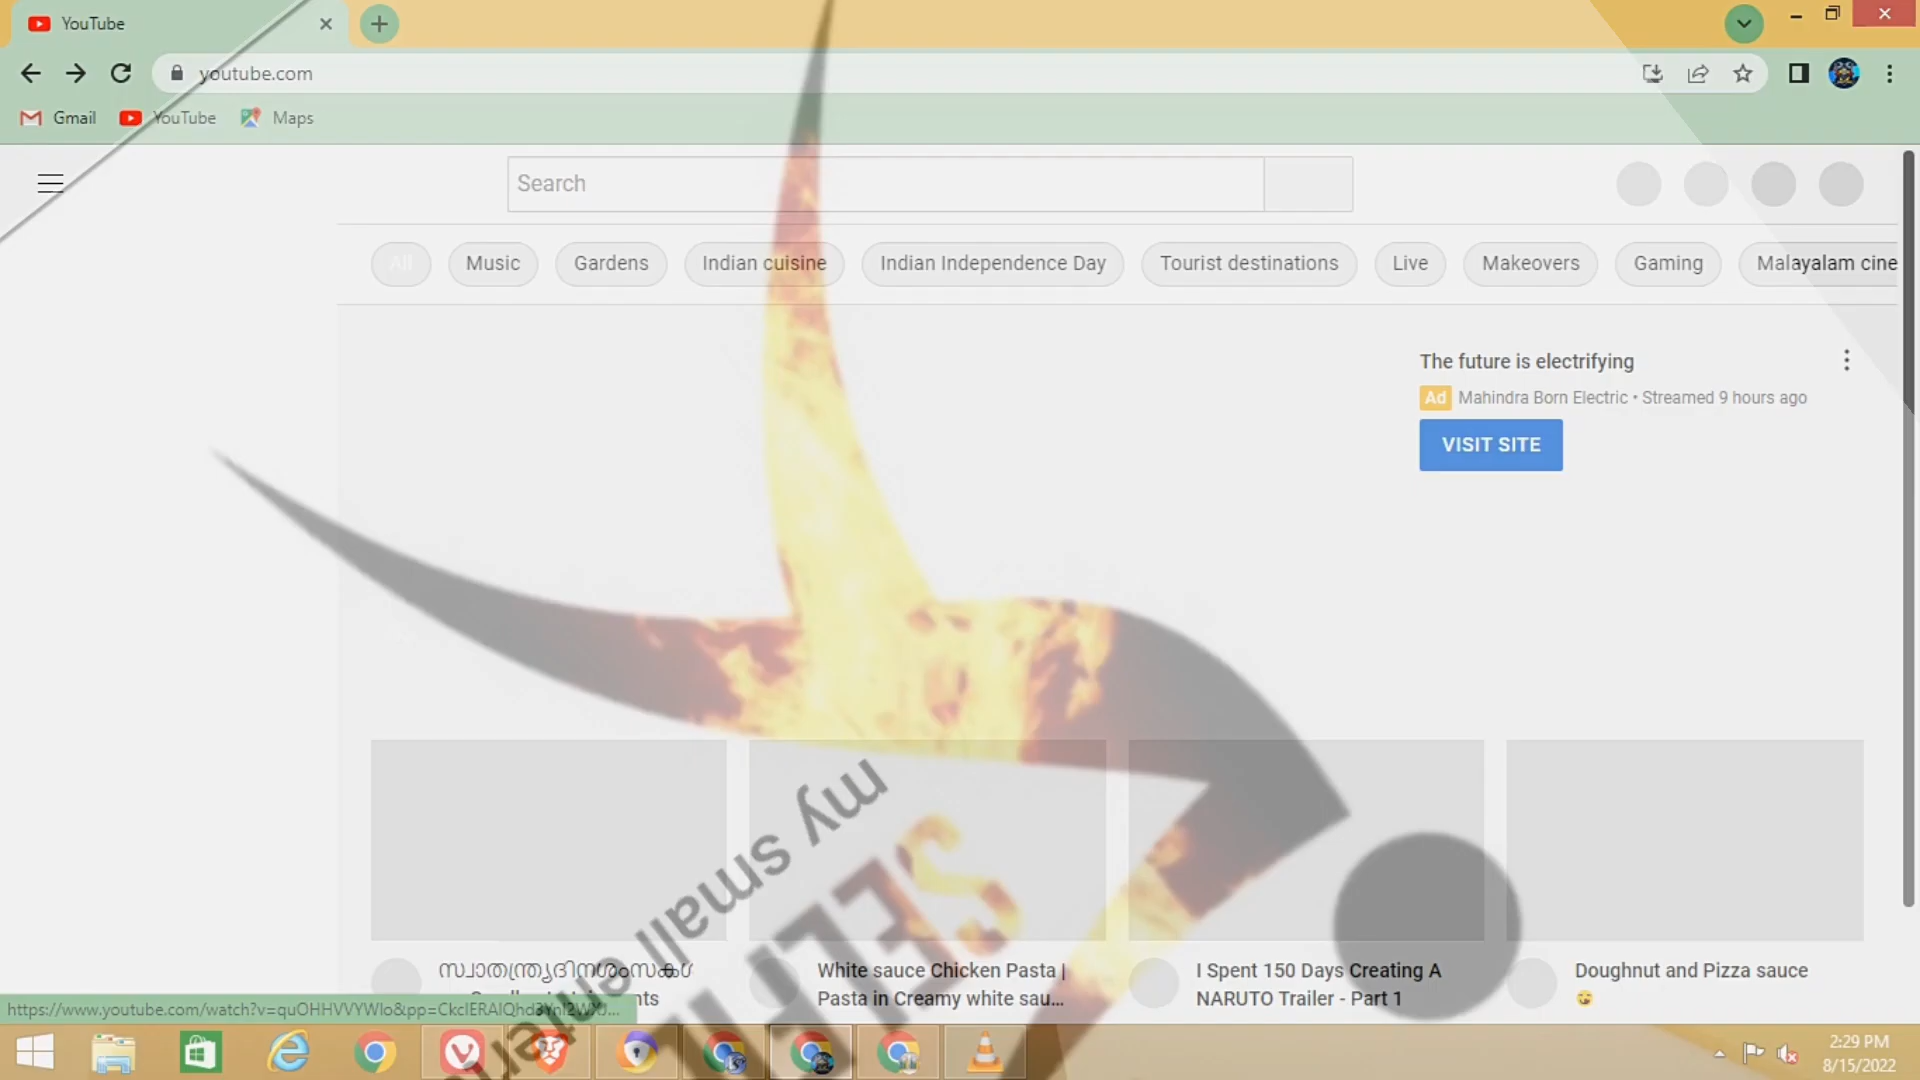 YouTube
youtube.com
Gmail YouTube Maps
Search
All Music Gardens Indian cuisine Indian Independence Day Tourist destinations Live Makeovers Gaming Malayalam cine
The future is electrifying
Ad Mahindra Born Electric • Streamed 9 hours ago
VISIT SITE
my small
S
സ്വാതന്ത്ര്യദിനാശംസകൾ
White sauce Chicken Pasta |
Pasta in Creamy white sau...
I Spent 150 Days Creating A
NARUTO Trailer - Part 1
Doughnut and Pizza sauce
😋
2:29 PM
8/15/2022